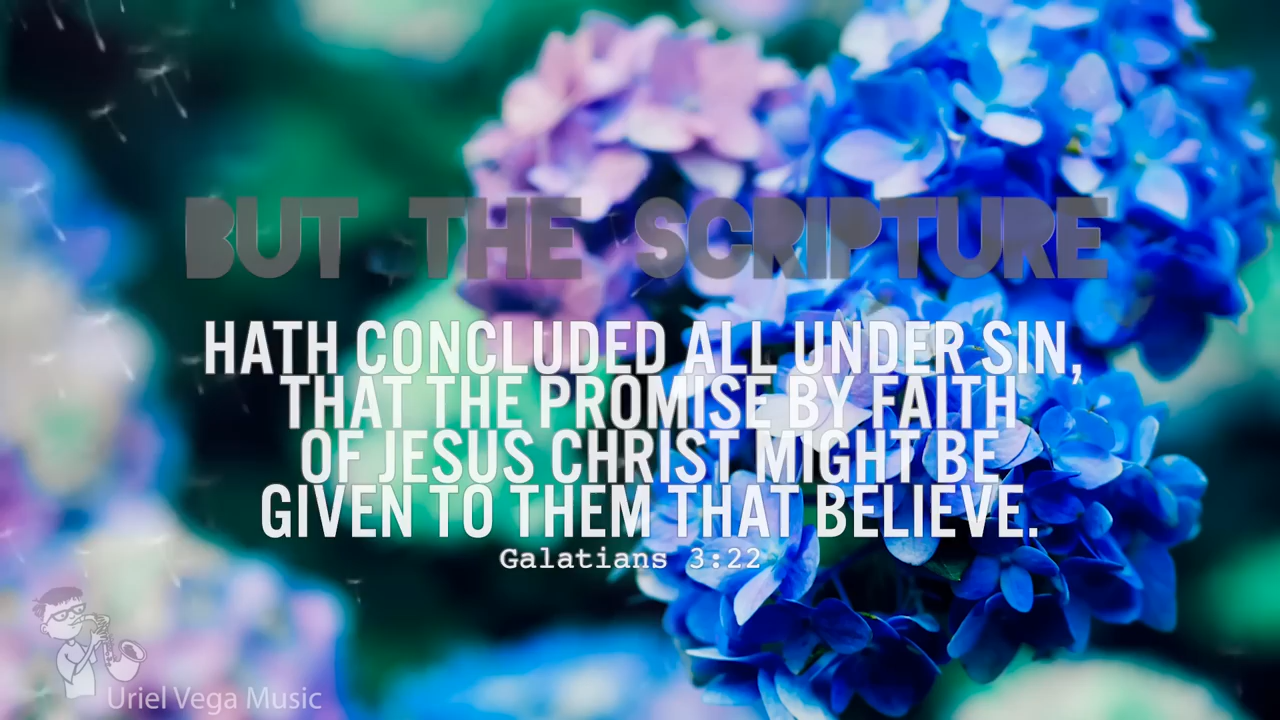 BUT THE SCRIPTURE
HATH CONCLUDED ALL UNDER SIN,
THAT THE PROMISE BY FAITH
OF JESUS CHRIST MIGHT BE
GIVEN TO THEM THAT BELIEVE.
Galatians 3:22
Uriel Vega Music